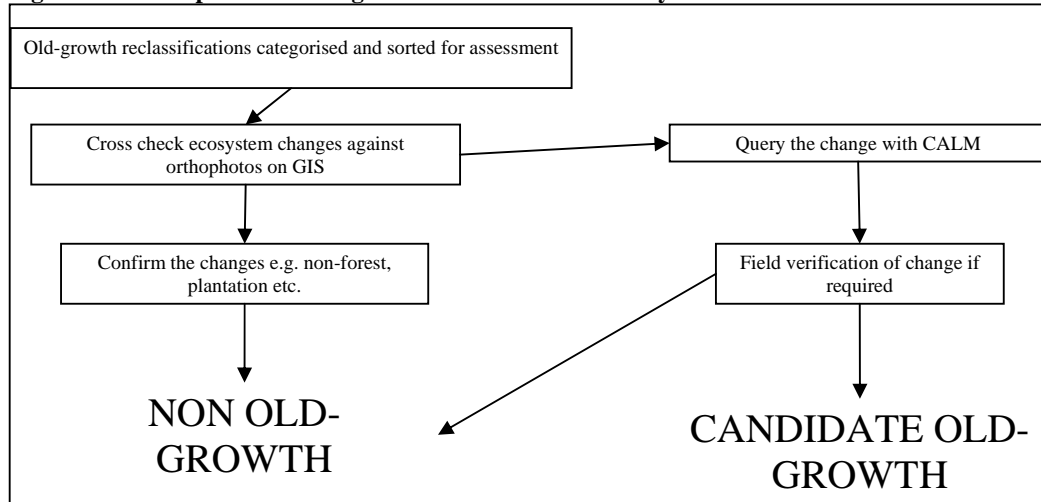 Old-growth reclassifications categorised and sorted for assessment
Cross check ecosystem changes against
orthophotos on GIS
Query the change with CALM
Confirm the changes e.g. non-forest,
plantation etc.
Field verification of change if
required
NON OLD-
GROWTH
CANDIDATE OLD-
GROWTH